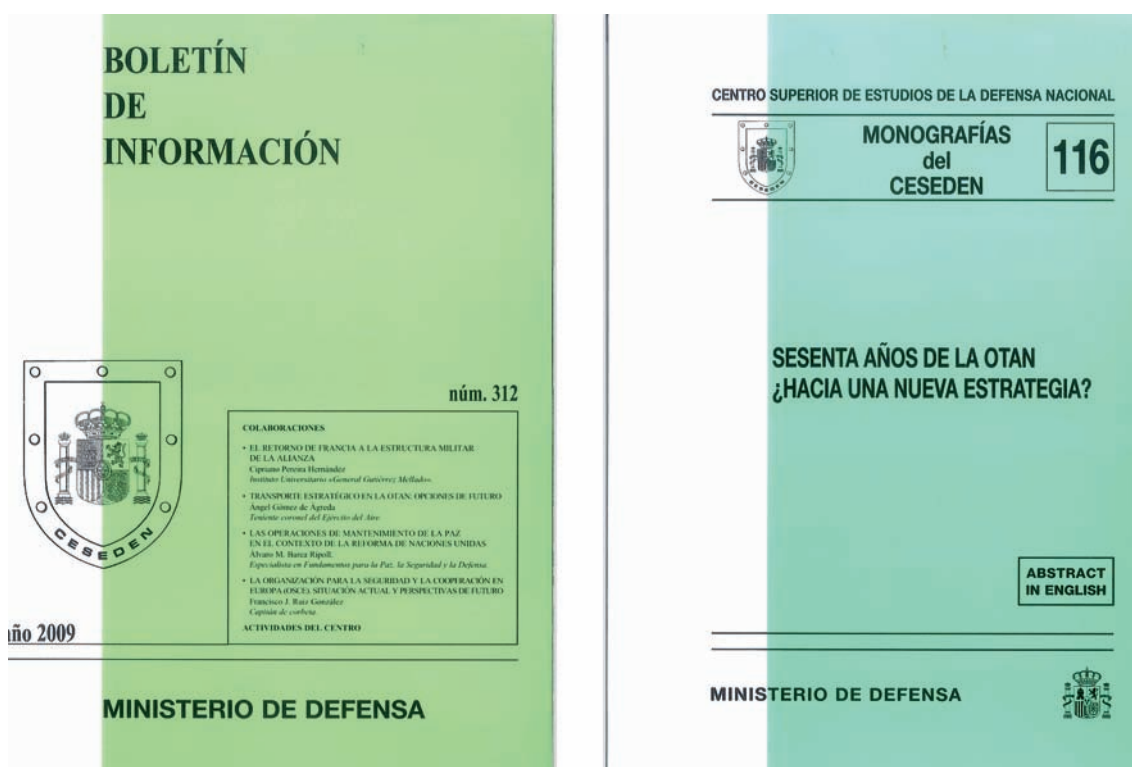 BOLETÍN
DE
INFORMACIÓN
núm. 312
COLABORACIONES
• EL RETORNO DE FRANCIA A LA ESTRUCTURA MILITAR
DE LA ALIANZA
Cipriano Pereira Hernández
Instituto Universitario «General Gutiérrez Mellado».
• TRANSPORTE ESTRATÉGICO EN LA OTAN: OPCIONES DE FUTURO
Ángel Gómez de Ágreda
Teniente coronel del Ejército del Aire.
• LAS OPERACIONES DE MANTENIMIENTO DE LA PAZ
EN EL CONTEXTO DE LA REFORMA DE NACIONES UNIDAS
Álvaro M. Barca Ripoll.
Especialista en Fundamentos para la Paz, la Seguridad y la Defensa.
• LA ORGANIZACIÓN PARA LA SEGURIDAD Y LA COOPERACIÓN EN
EUROPA (OSCE). SITUACIÓN ACTUAL Y PERSPECTIVAS DE FUTURO
Francisco J. Ruiz González
Capitán de corbeta.
ACTIVIDADES DEL CENTRO
CESEDEN
año 2009
MINISTERIO DE DEFENSA
CENTRO SUPERIOR DE ESTUDIOS DE LA DEFENSA NACIONAL
MONOGRAFÍAS
del
CESEDEN
116
CESEDEN
SESENTA AÑOS DE LA OTAN
¿HACIA UNA NUEVA ESTRATEGIA?
ABSTRACT
IN ENGLISH
MINISTERIO DE DEFENSA